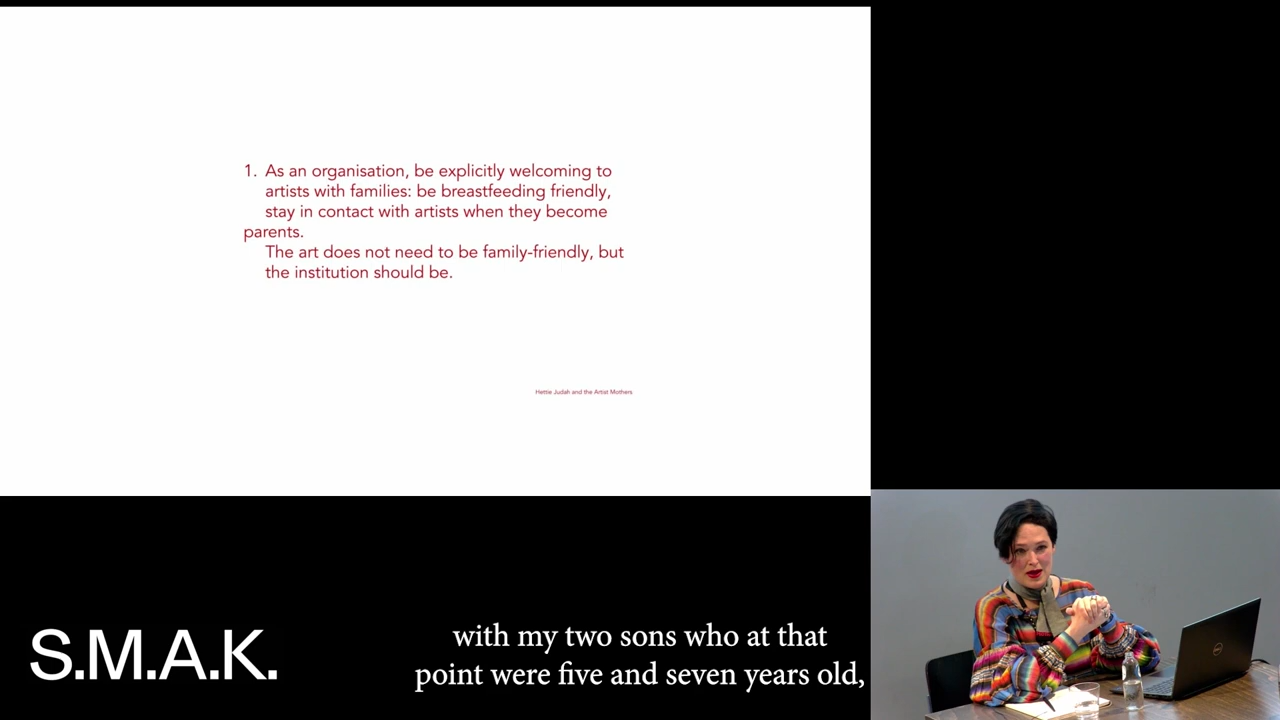 1. As an organisation, be explicitly welcoming to
artists with families: be breastfeeding friendly,
stay in contact with artists when they become
parents.
The art does not need to be family-friendly, but
the institution should be.
Hettie Judah and the Artist Mothers
S.M.A.K.
with my two sons who at that
point were five and seven years old,